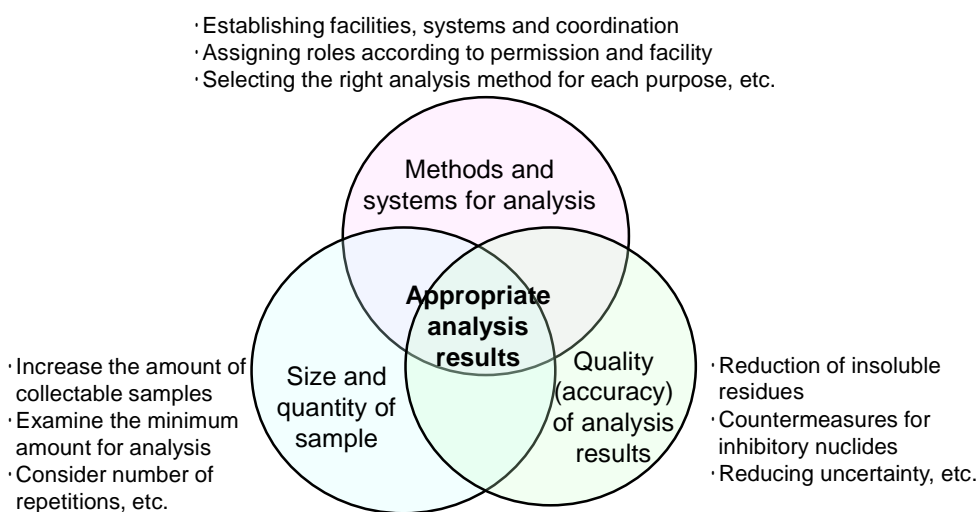 ·Establishing facilities, systems and coordination
·Assigning roles according to permission and facility
·Selecting the right analysis method for each purpose, etc.
Methods and
systems for analysis
Appropriate
analysis
results
Size and
quantity of
sample
Quality
(accuracy)
of analysis
results
·Increase the amount of
collectable samples
·Examine the minimum
amount for analysis
·Consider number of
repetitions, etc.
·Reduction of insoluble
residues
·Countermeasures for
inhibitory nuclides
·Reducing uncertainty, etc.